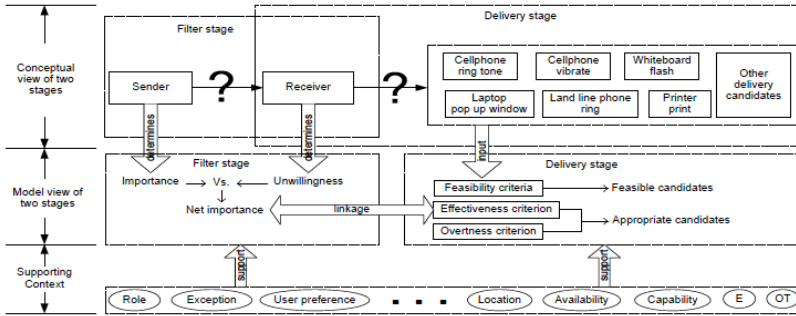 Delivery stage
Filter stage
Conceptual
view of two
stages
Sender
?
Receiver
?
Cellphone
ring tone
Cellphone
vibrate
Whiteboard
flash
Other
delivery
candidates
Laptop
pop up window
Land line phone
ring
Printer
print
determines
determines
input
Model view of
two stages
Filter stage
Importance
Vs.
Unwillingness
Net importance
linkage
Delivery stage
Feasibility criteria
Feasible candidates
Effectiveness criterion
Appropriate candidates
Overtness criterion
support
support
Supporting
Context
Role
Exception
User preference
. . .
Location
Availability
Capability
E
OT